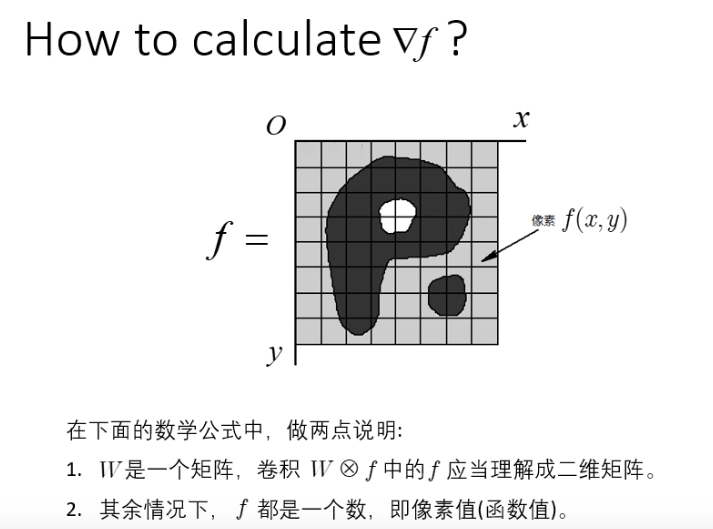 How to calculate ∇f ?
O
x
f =
像素 f(x,y)
y
在下面的数学公式中，做两点说明:
1. W是一个矩阵，卷积 W ⊗ f 中的f 应当理解成二维矩阵。
2. 其余情况下，f 都是一个数，即像素值(函数值)。